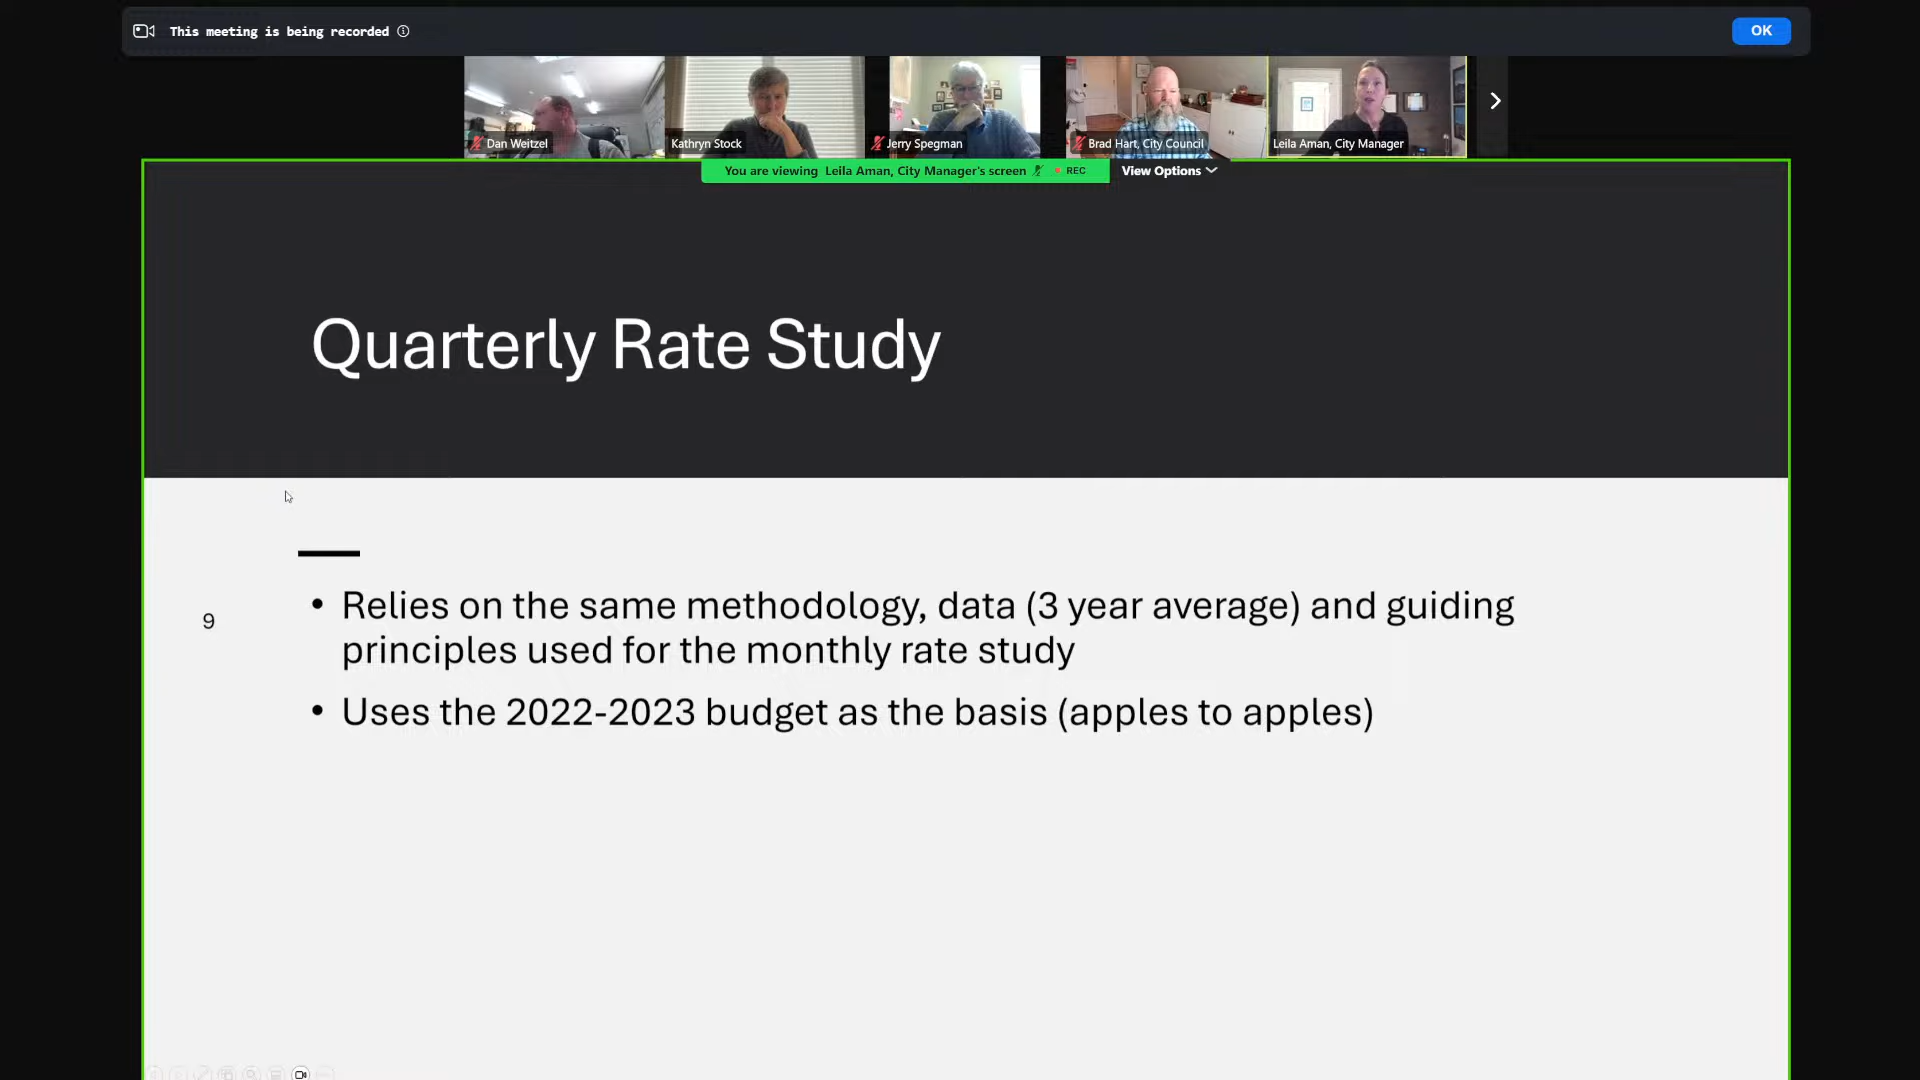 This meeting is being recorded
OK
Dan Weitzel
Kathryn Stock
Jerry Spegman
Brad Hart, City Council
Leila Aman, City Manager
You are viewing Leila Aman, City Manager's screen
REC
View Options
Quarterly Rate Study
9
• Relies on the same methodology, data (3 year average) and guiding
principles used for the monthly rate study
• Uses the 2022-2023 budget as the basis (apples to apples)